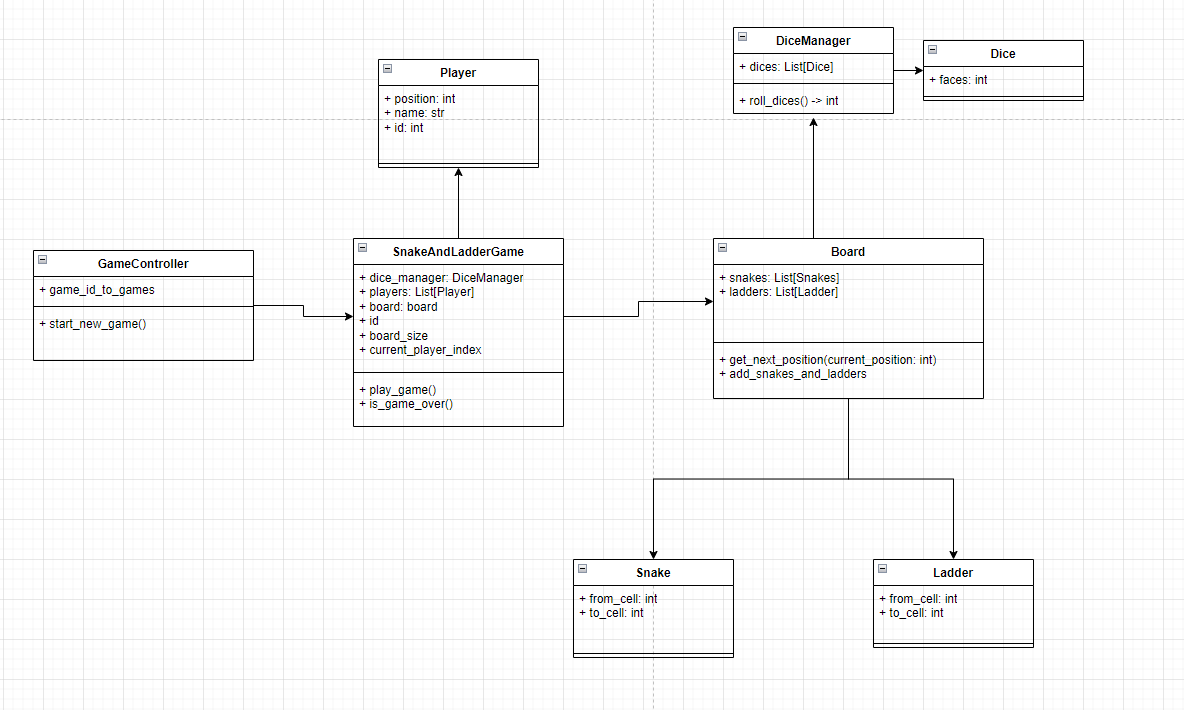 DiceManager
+ dices: List[Dice]
+ roll_dices() -> int
Dice
+ faces: int
Player
+ position: int
+ name: str
+ id: int
GameController
+ game_id_to_games
+ start_new_game()
SnakeAndLadderGame
+ dice_manager: DiceManager
+ players: List[Player]
+ board: board
+ id
+ board_size
+ current_player_index
+ play_game()
+ is_game_over()
Board
+ snakes: List[Snakes]
+ ladders: List[Ladder]
+ get_next_position(current_position: int)
+ add_snakes_and_ladders
Snake
+ from_cell: int
+ to_cell: int
Ladder
+ from_cell: int
+ to_cell: int